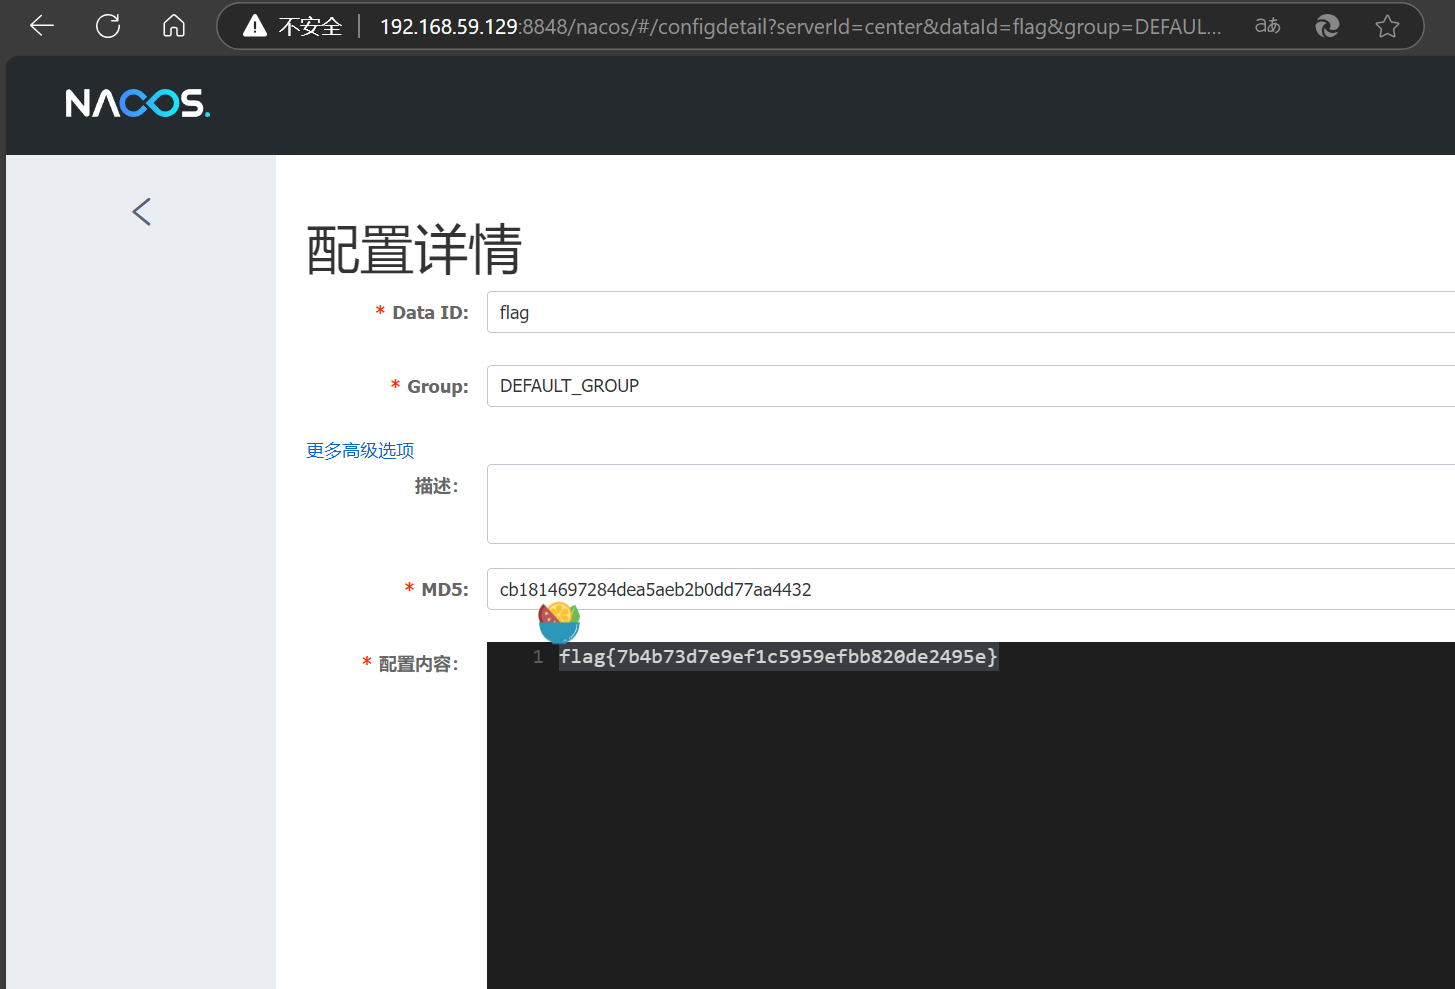 不安全 192.168.59.129:8848/nacos/#/configdetail?serverId=center&dataId=flag&group=DEFAUL... aあ
NACOS.
配置详情
* Data ID: flag
* Group: DEFAULT_GROUP
更多高级选项
描述:
* MD5: cb1814697284dea5aeb2b0dd77aa4432
* 配置内容:
1 flag{7b4b73d7e9ef1c5959efbb820de2495e}